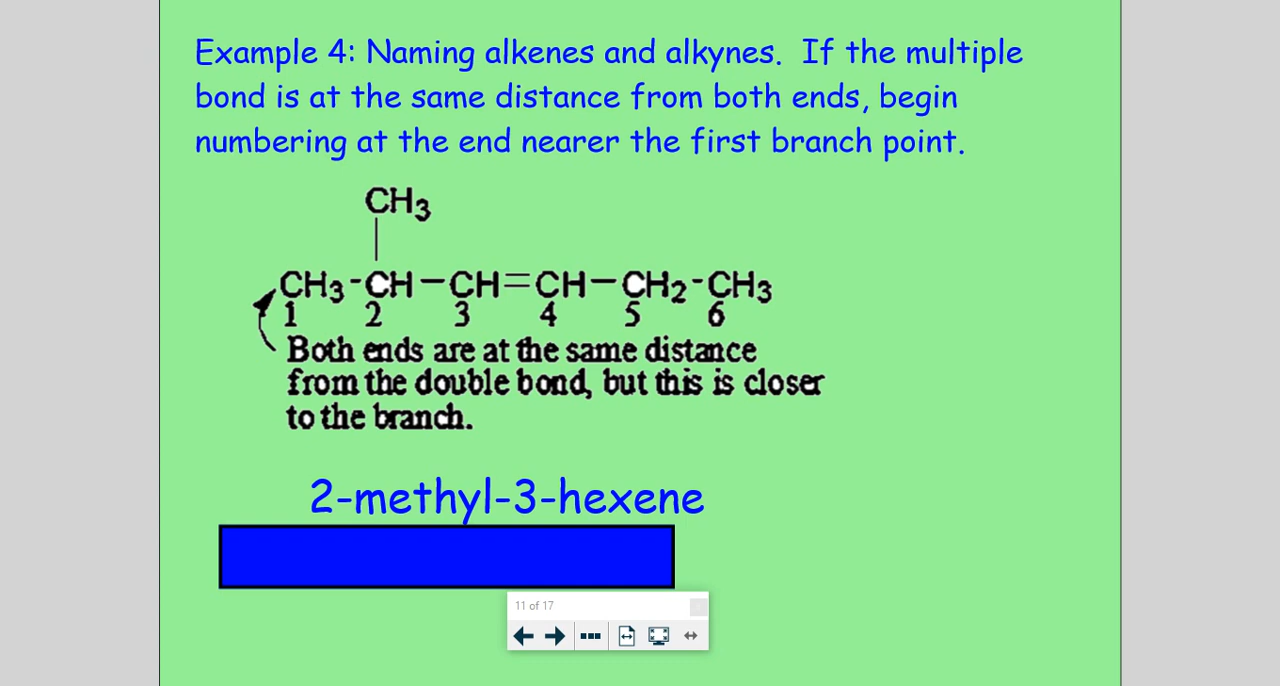 Example 4: Naming alkenes and alkynes.  If the multiple
bond is at the same distance from both ends, begin
numbering at the end nearer the first branch point.
CH3
CH3-CH-CH=CH-CH2-CH3
1 2 3 4 5 6
Both ends are at the same distance
from the double bond, but this is closer
to the branch.
2-methyl-3-hexene
11 of 17